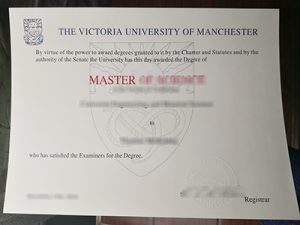 THE VICTORIA UNIVERSITY OF MANCHESTER
By virtue of the power to award degrees granted to it by the Charter and Statutes and by the
authority of the Senate the University has this day awarded the Degree of
MASTER OF SCIENCE
to
who has satisfied the Examiners for the Degree.
Registrar